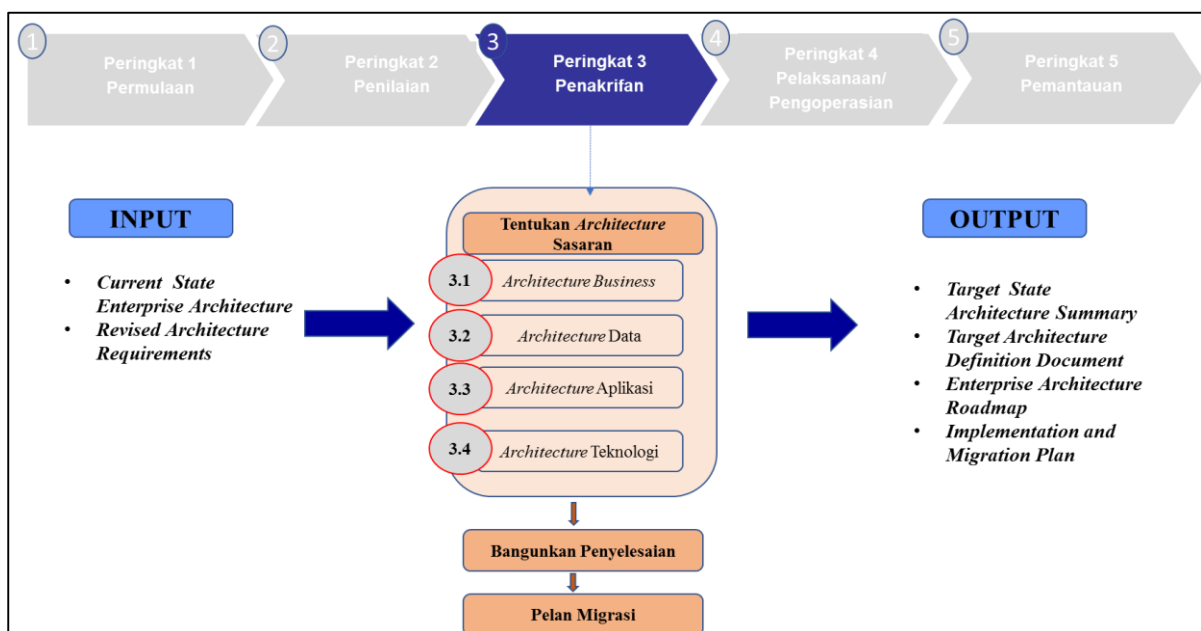 1
Peringkat 1
Permulaan
2
Peringkat 2
Penilaian
3
Peringkat 3
Penakrifan
4
Peringkat 4
Pelaksanaan/
Pengoperasian
5
Peringkat 5
Pemantauan
INPUT
• Current State
Enterprise Architecture
• Revised Architecture
Requirements
Tentukan Architecture
Sasaran
3.1 Architecture Business
3.2 Architecture Data
3.3 Architecture Aplikasi
3.4 Architecture Teknologi
Bangunkan Penyelesaian
Pelan Migrasi
OUTPUT
• Target State
Architecture Summary
• Target Architecture
Definition Document
• Enterprise Architecture
Roadmap
• Implementation and
Migration Plan